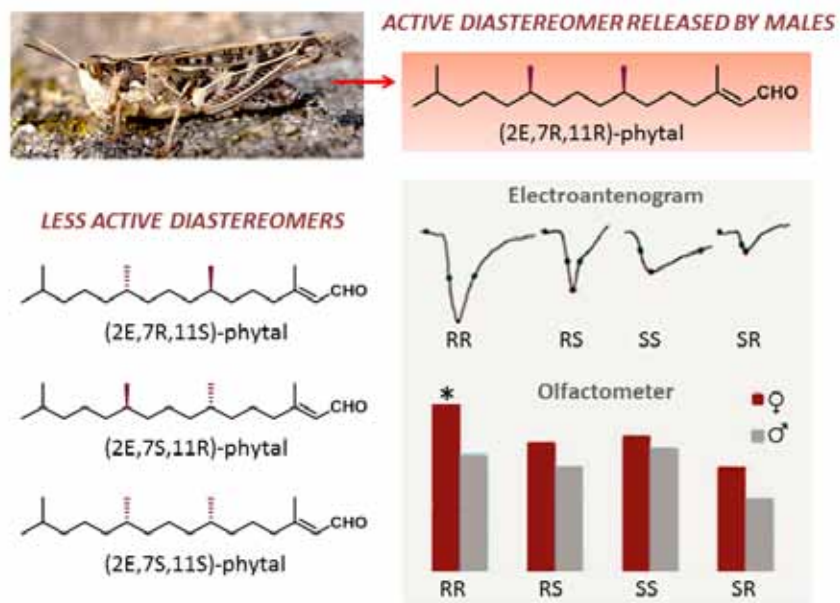 ACTIVE DIASTEREOMER RELEASED BY MALES
CHO
(2E,7R,11R)-phytal
LESS ACTIVE DIASTEREOMERS
CHO
(2E,7R,11S)-phytal
CHO
(2E,7S,11R)-phytal
CHO
(2E,7S,11S)-phytal
Electroantenogram
RR RS SS SR
Olfactometer
*
♀
♂
RR RS SS SR